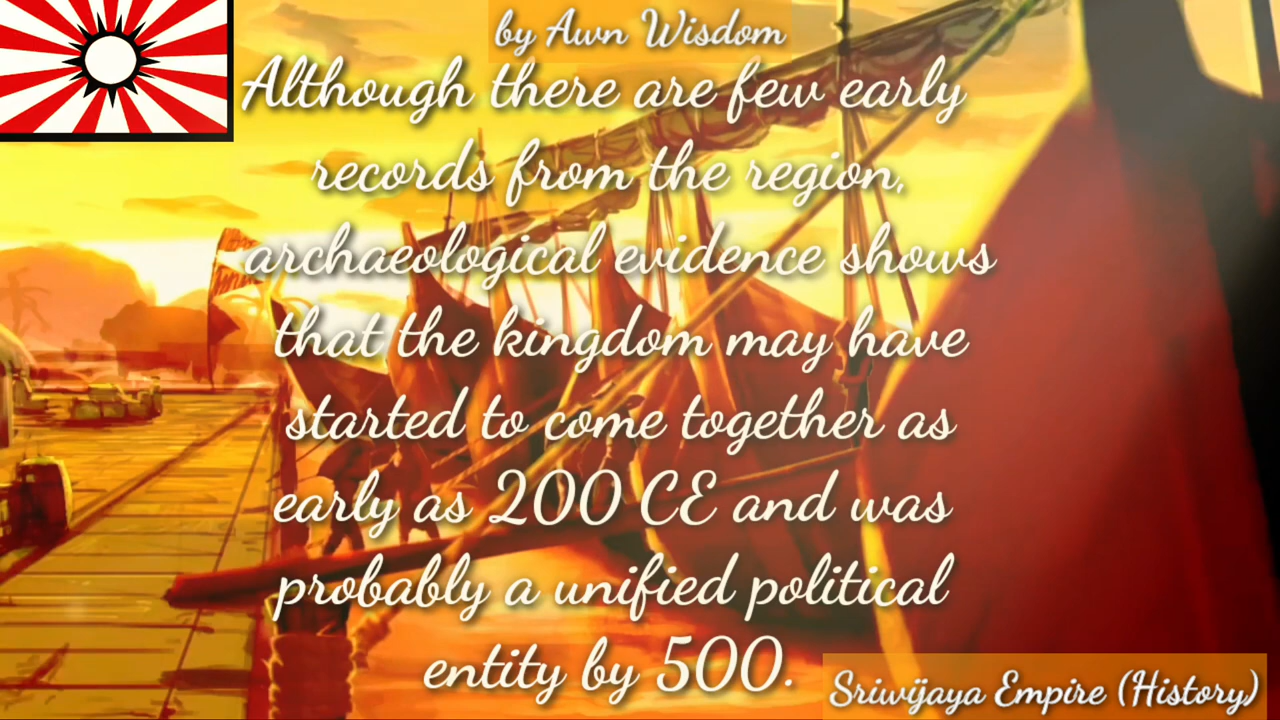 by Awn Wisdom
Although there are few early
records from the region,
archaeological evidence shows
that the kingdom may have
started to come together as
early as 200 CE and was
probably a unified political
entity by 500.
Sriwijaya Empire (History)